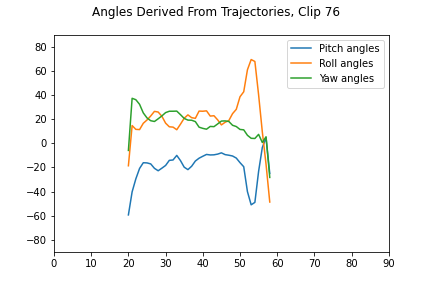 Angles Derived From Trajectories, Clip 76
80
60
40
20
0
−20
−40
−60
−80
0 10 20 30 40 50 60 70 80 90
Pitch angles
Roll angles
Yaw angles